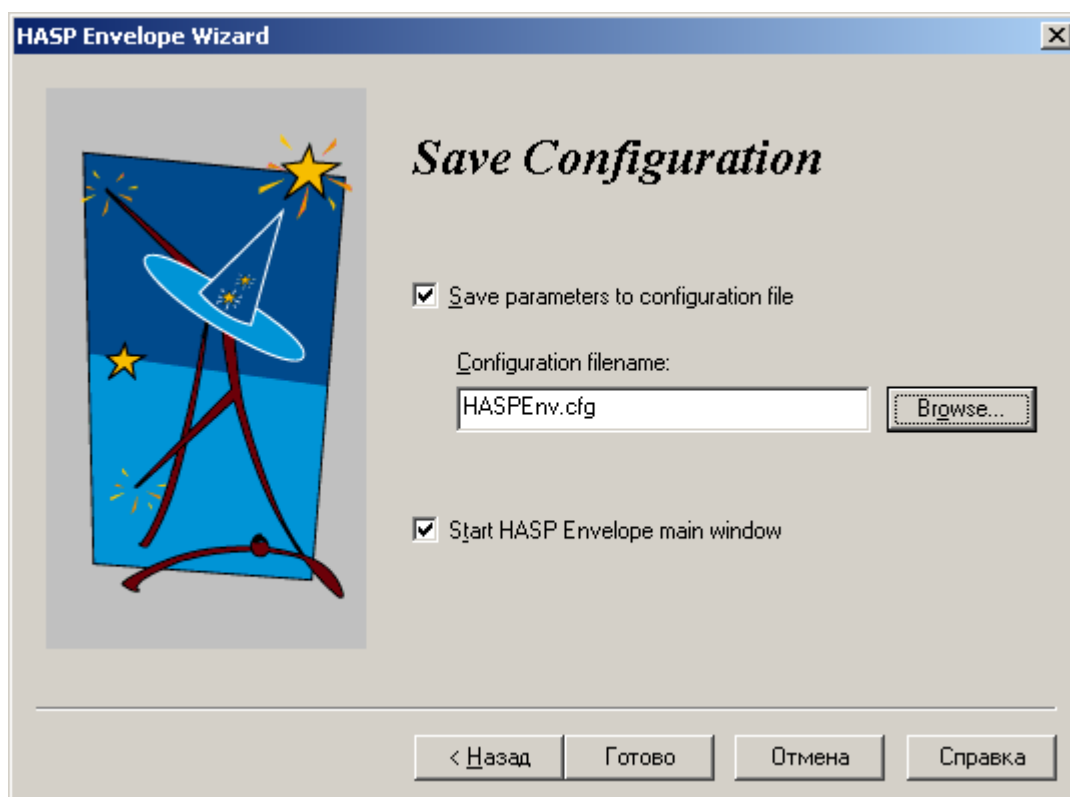 HASP Envelope Wizard
Save Configuration
Save parameters to configuration file
Configuration filename:
HASPEnv.cfg
Browse...
Start HASP Envelope main window
< Назад
Готово
Отмена
Справка